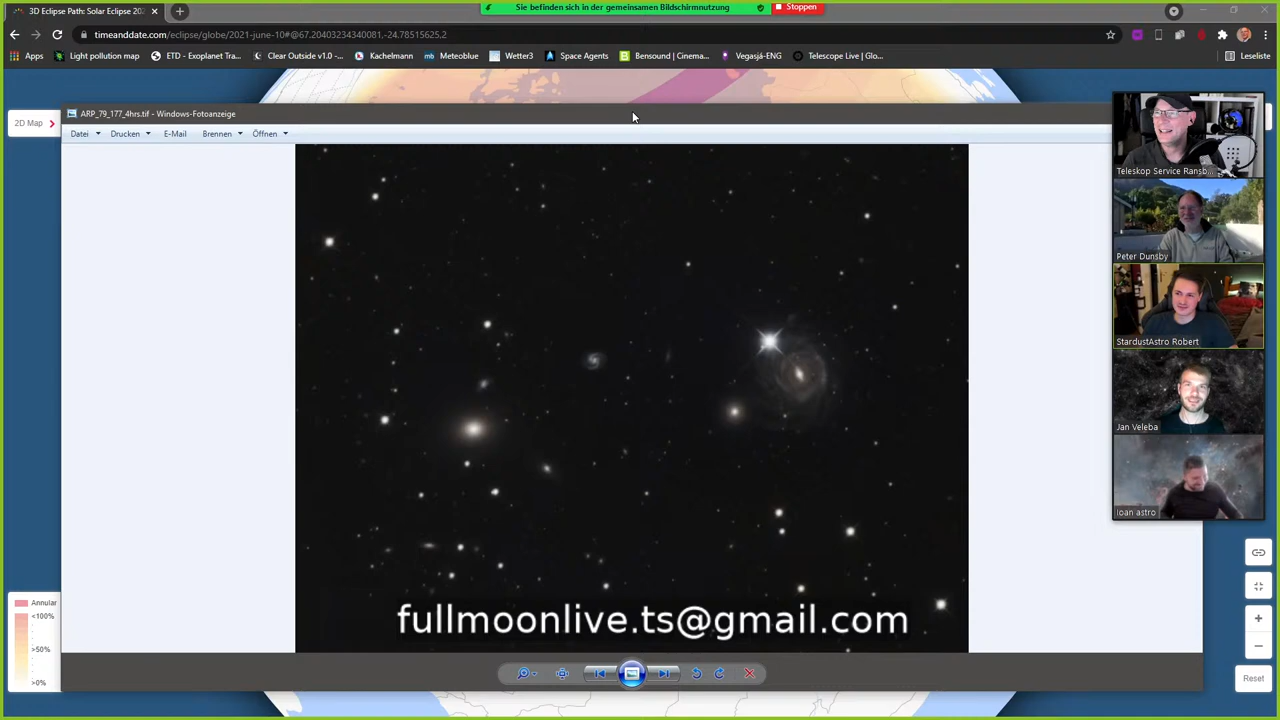 3D Eclipse Path: Solar Eclipse 202
Sie befinden sich in der gemeinsamen Bildschirmnutzung
Stoppen
timeanddate.com/eclipse/globe/2021-june-10#@67.20403234340081,-24.78515625,2
Apps
Light pollution map
ETD - Exoplanet Tra...
Clear Outside v1.0 -...
Kachelmann
Meteoblue
Wetter3
Space Agents
Bensound | Cinema...
Vegasjá-ENG
Telescope Live | Glo...
Leseliste
2D Map
ARP_79_177_4hrs.tif - Windows-Fotoanzeige
Datei
Drucken
E-Mail
Brennen
Öffnen
Teleskop Service Ransb...
Peter Dunsby
StardustAstro Robert
Jan Veleba
Ioan astro
Annular
<100%
>50%
>0%
fullmoonlive.ts@gmail.com
Reset